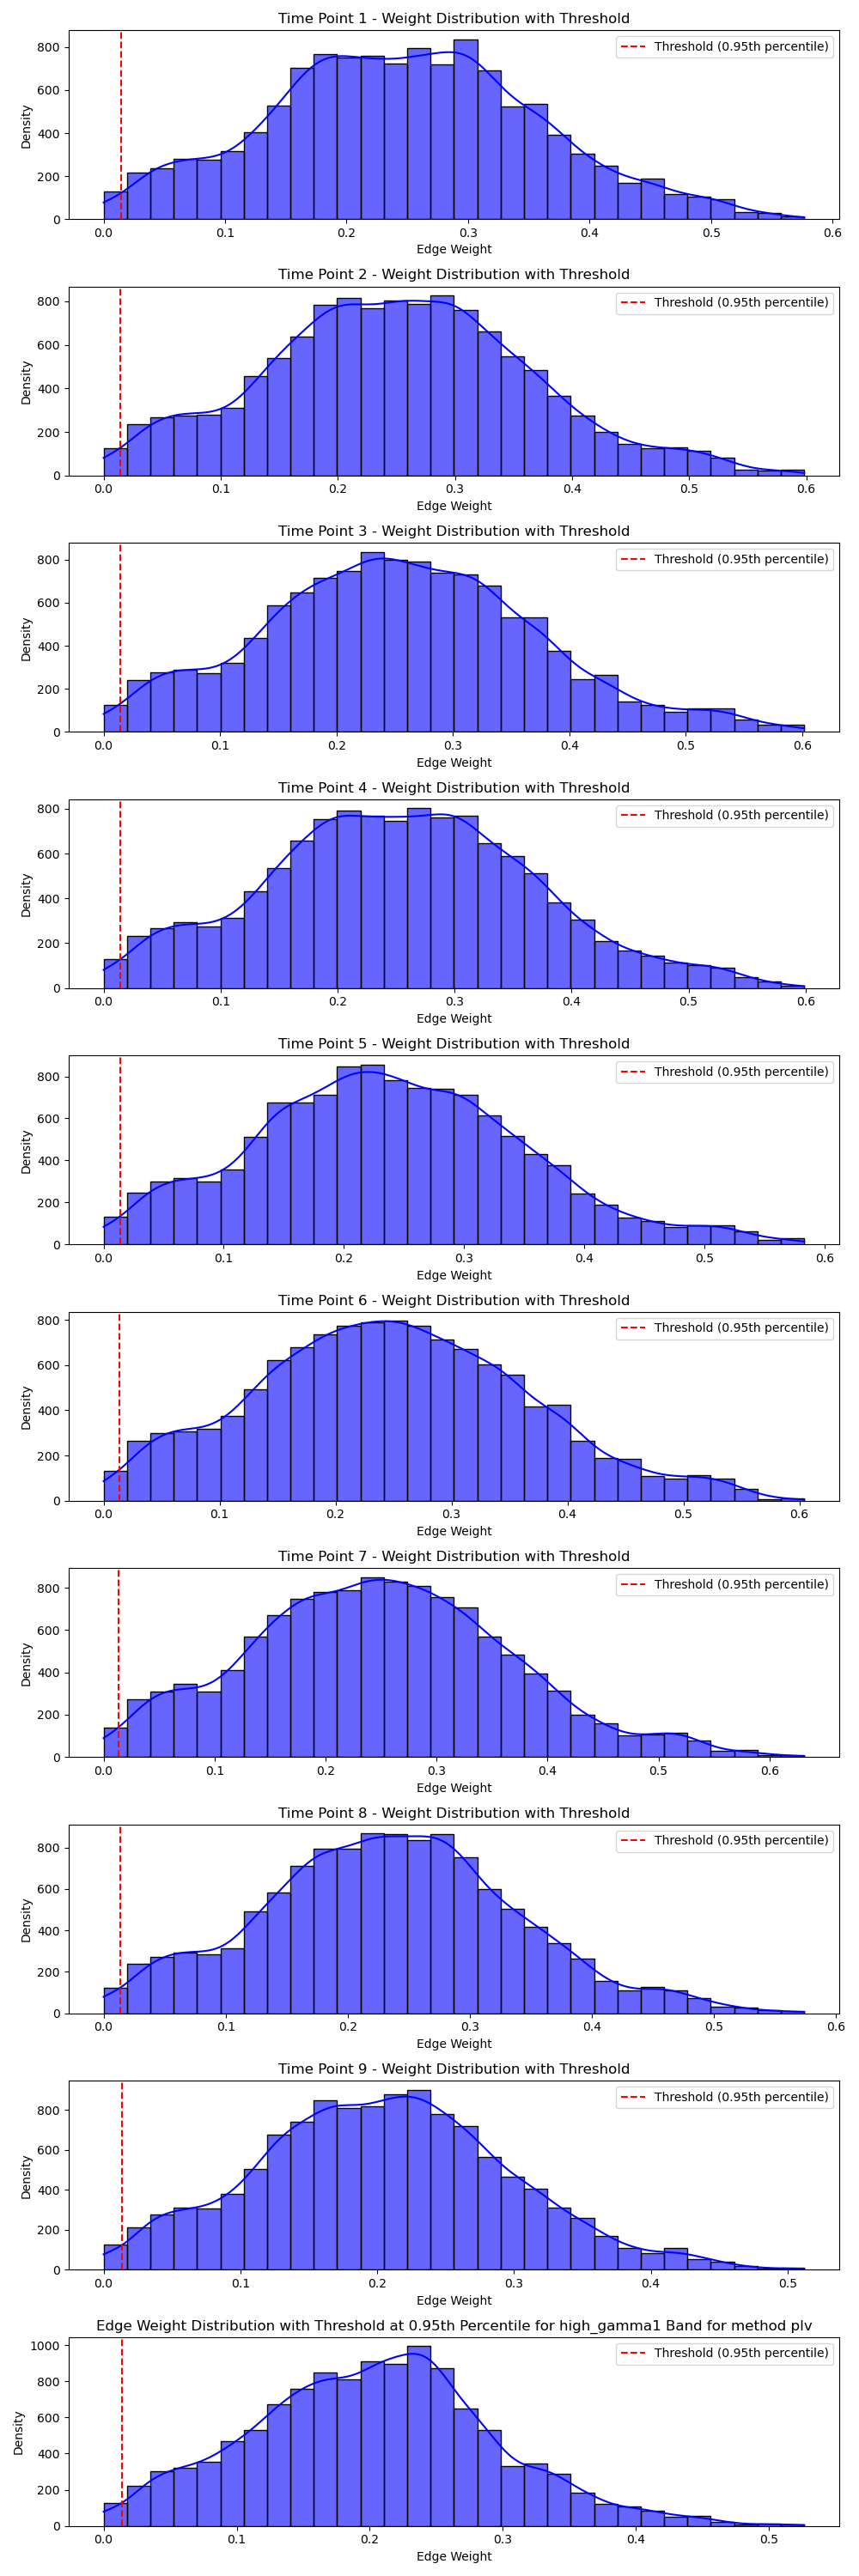 Time Point 1 - Weight Distribution with Threshold
Threshold (0.95th percentile)
Density
800
600
400
200
0
0.0 0.1 0.2 0.3 0.4 0.5 0.6
Edge Weight
Time Point 2 - Weight Distribution with Threshold
Threshold (0.95th percentile)
Density
800
600
400
200
0
0.0 0.1 0.2 0.3 0.4 0.5 0.6
Edge Weight
Time Point 3 - Weight Distribution with Threshold
Threshold (0.95th percentile)
Density
800
600
400
200
0
0.0 0.1 0.2 0.3 0.4 0.5 0.6
Edge Weight
Time Point 4 - Weight Distribution with Threshold
Threshold (0.95th percentile)
Density
800
600
400
200
0
0.0 0.1 0.2 0.3 0.4 0.5 0.6
Edge Weight
Time Point 5 - Weight Distribution with Threshold
Threshold (0.95th percentile)
Density
800
600
400
200
0
0.0 0.1 0.2 0.3 0.4 0.5 0.6
Edge Weight
Time Point 6 - Weight Distribution with Threshold
Threshold (0.95th percentile)
Density
800
600
400
200
0
0.0 0.1 0.2 0.3 0.4 0.5 0.6
Edge Weight
Time Point 7 - Weight Distribution with Threshold
Threshold (0.95th percentile)
Density
800
600
400
200
0
0.0 0.1 0.2 0.3 0.4 0.5 0.6
Edge Weight
Time Point 8 - Weight Distribution with Threshold
Threshold (0.95th percentile)
Density
800
600
400
200
0
0.0 0.1 0.2 0.3 0.4 0.5 0.6
Edge Weight
Time Point 9 - Weight Distribution with Threshold
Threshold (0.95th percentile)
Density
800
600
400
200
0
0.0 0.1 0.2 0.3 0.4 0.5
Edge Weight
Edge Weight Distribution with Threshold at 0.95th Percentile for high_gamma1 Band for method plv
Threshold (0.95th percentile)
Density
1000
800
600
400
200
0
0.0 0.1 0.2 0.3 0.4 0.5
Edge Weight